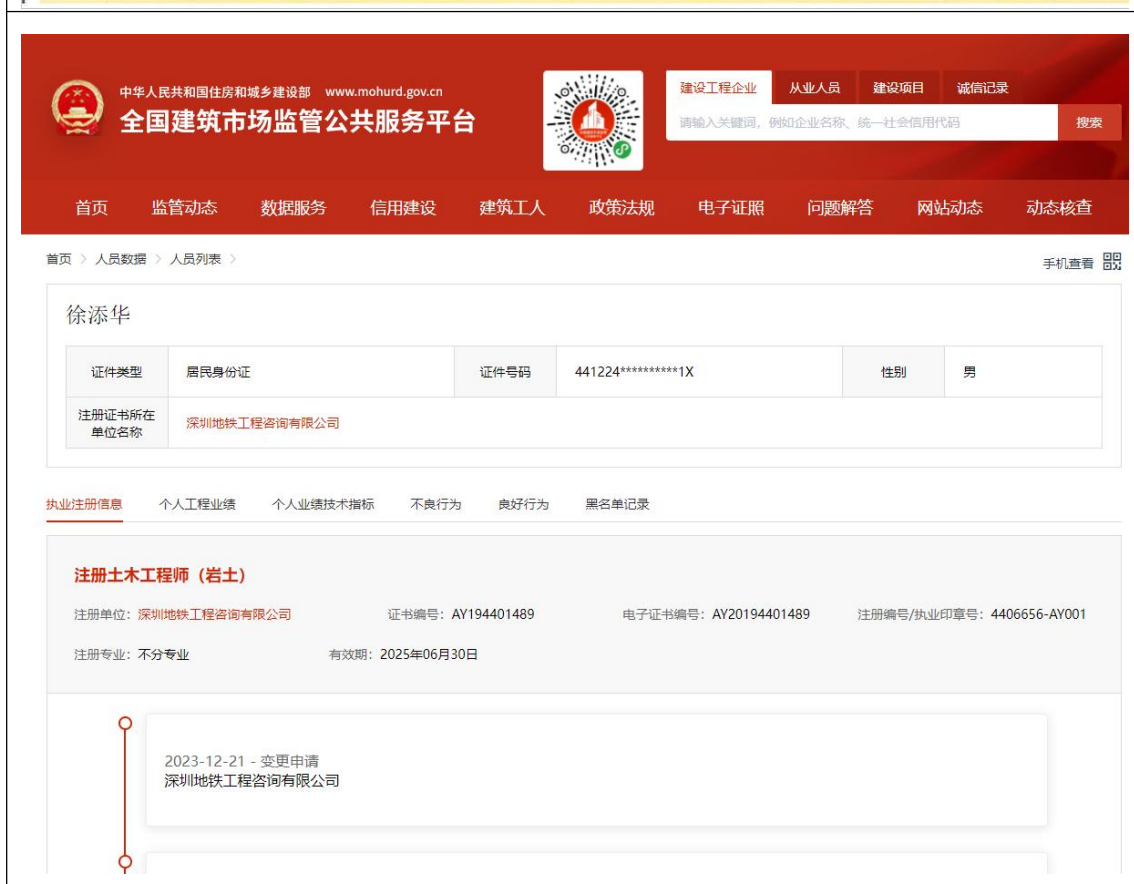 中华人民共和国住房和城乡建设部 www.mohurd.gov.cn
全国建筑市场监管公共服务平台
建设工程企业 从业人员 建设项目 诚信记录
请输入关键词，例如企业名称、统一社会信用代码 搜索
首页 监管动态 数据服务 信用建设 建筑工人 政策法规 电子证照 问题解答 网站动态 动态核查
首页 > 人员数据 > 人员列表 >
手机查看
徐添华
证件类型 居民身份证 证件号码 441224**********1X 性别 男
注册证书所在
单位名称
深圳地铁工程咨询有限公司
执业注册信息 个人工程业绩 个人业绩技术指标 不良行为 良好行为 黑名单记录
注册土木工程师（岩土）
注册单位：深圳地铁工程咨询有限公司 证书编号：AY194401489 电子证书编号：AY20194401489 注册编号/执业印章号：4406656-AY001
注册专业：不分专业 有效期：2025年06月30日
2023-12-21 - 变更申请
深圳地铁工程咨询有限公司